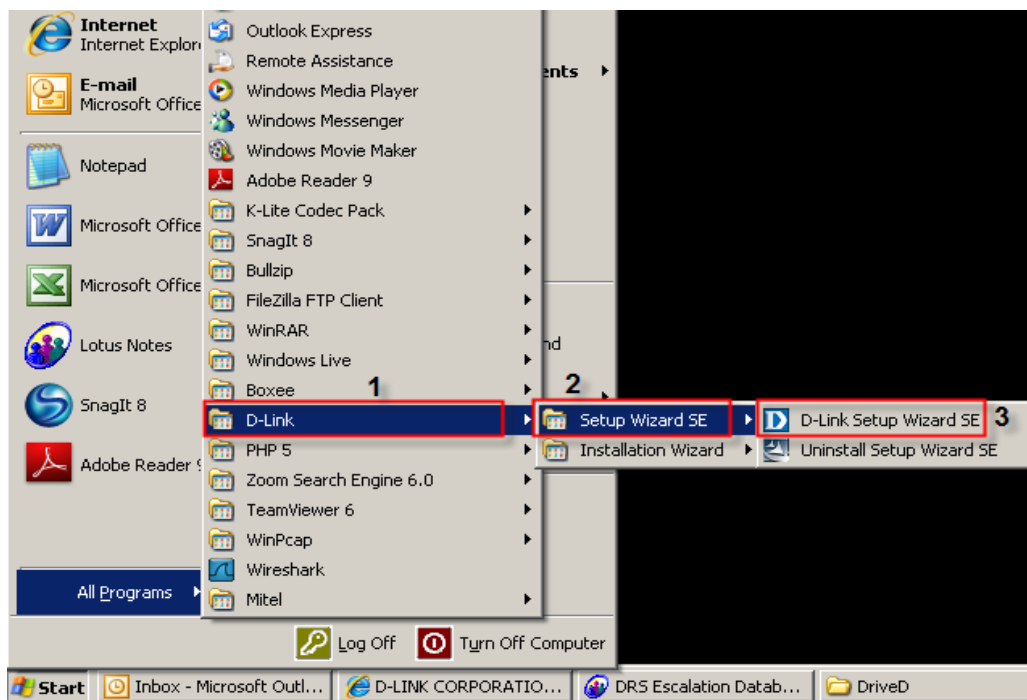 Internet
Internet Explor
E-mail
Microsoft Office
Notepad
Microsoft Office
Microsoft Office
Lotus Notes
SnagIt 8
Adobe Reader 9
All Programs
Outlook Express
Remote Assistance
Windows Media Player
Windows Messenger
Windows Movie Maker
Adobe Reader 9
K-Lite Codec Pack
SnagIt 8
Bullzip
FileZilla FTP Client
WinRAR
Windows Live
Boxee
1
D-Link
PHP 5
Zoom Search Engine 6.0
TeamViewer 6
WinPcap
Wireshark
Mitel
ents
nd
2
Setup Wizard SE
Installation Wizard
D-Link Setup Wizard SE 3
Uninstall Setup Wizard SE
Log Off Turn Off Computer
Start Inbox - Microsoft Outl... D-LINK CORPORATIO... DRS Escalation Datab... DriveD